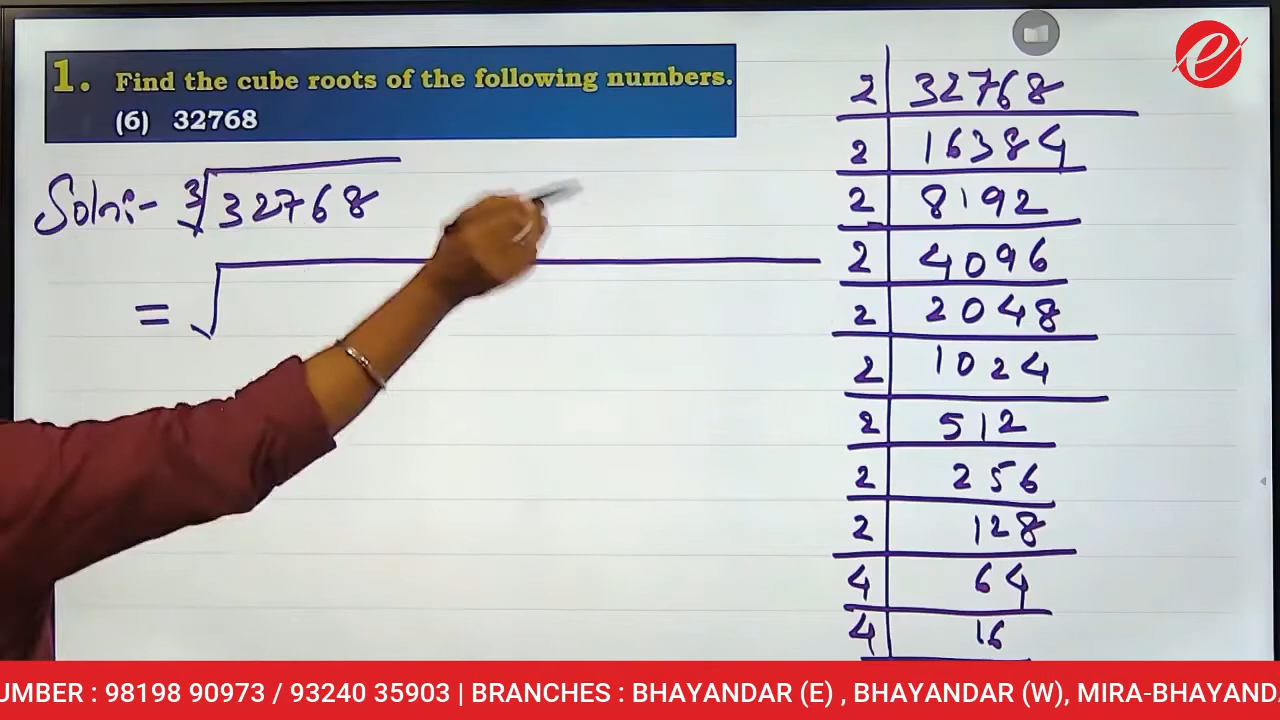 1. Find the cube roots of the following numbers.
(6) 32768
Soln:- ∛32768
= √
2 | 32768
2 | 16384
2 | 8192
2 | 4096
2 | 2048
2 | 1024
2 | 512
2 | 256
2 | 128
4 | 64
4 | 16
e
UMBER : 98198 90973 / 93240 35903 | BRANCHES : BHAYANDAR (E) , BHAYANDAR (W), MIRA-BHAYANDA